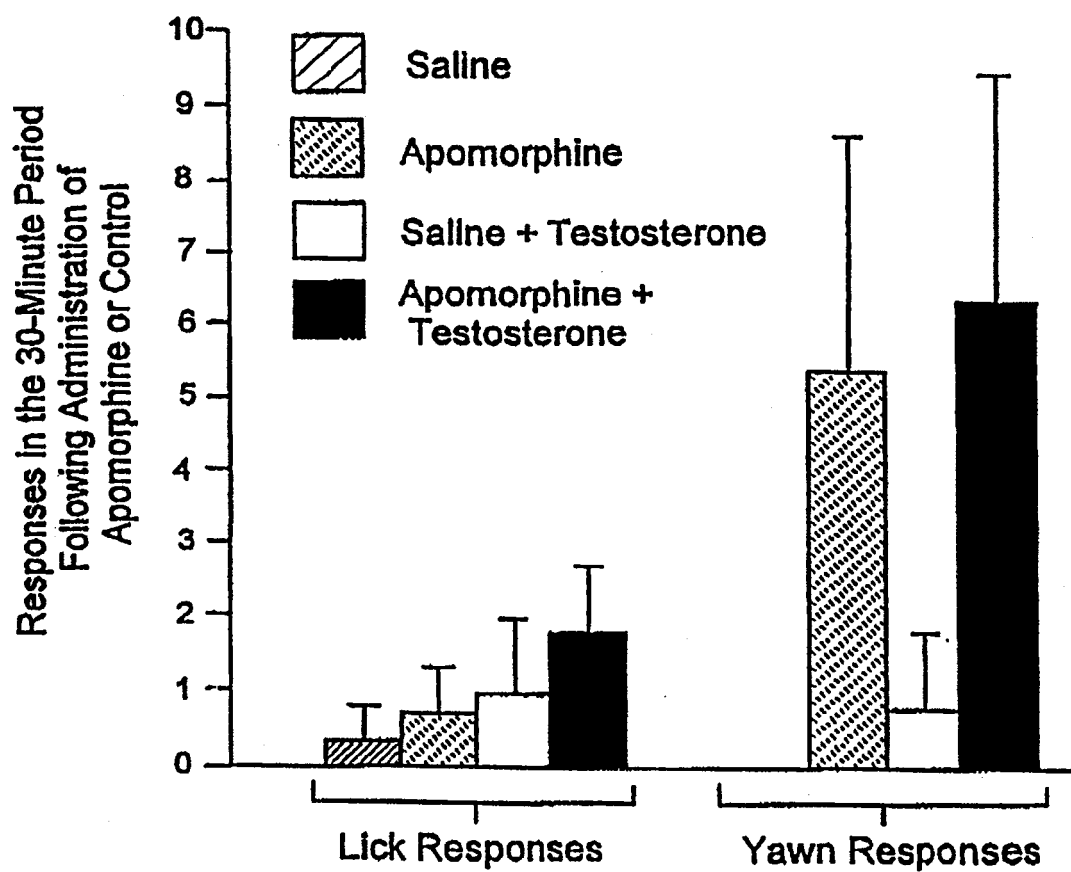 Responses in the 30-Minute Period
Following Administration of
Apomorphine or Control
10
9
8
7
6
5
4
3
2
1
0
Saline
Apomorphine
Saline + Testosterone
Apomorphine +
Testosterone
Lick Responses
Yawn Responses